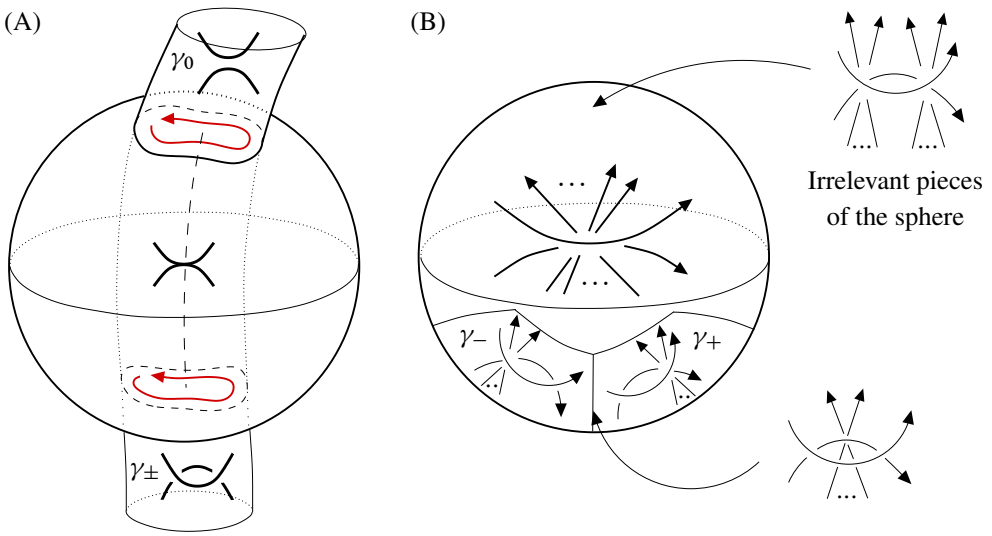 (A)
(B)
γ0
γ±
γ−
γ+
...
...
..
...
...
...
...
Irrelevant pieces
of the sphere